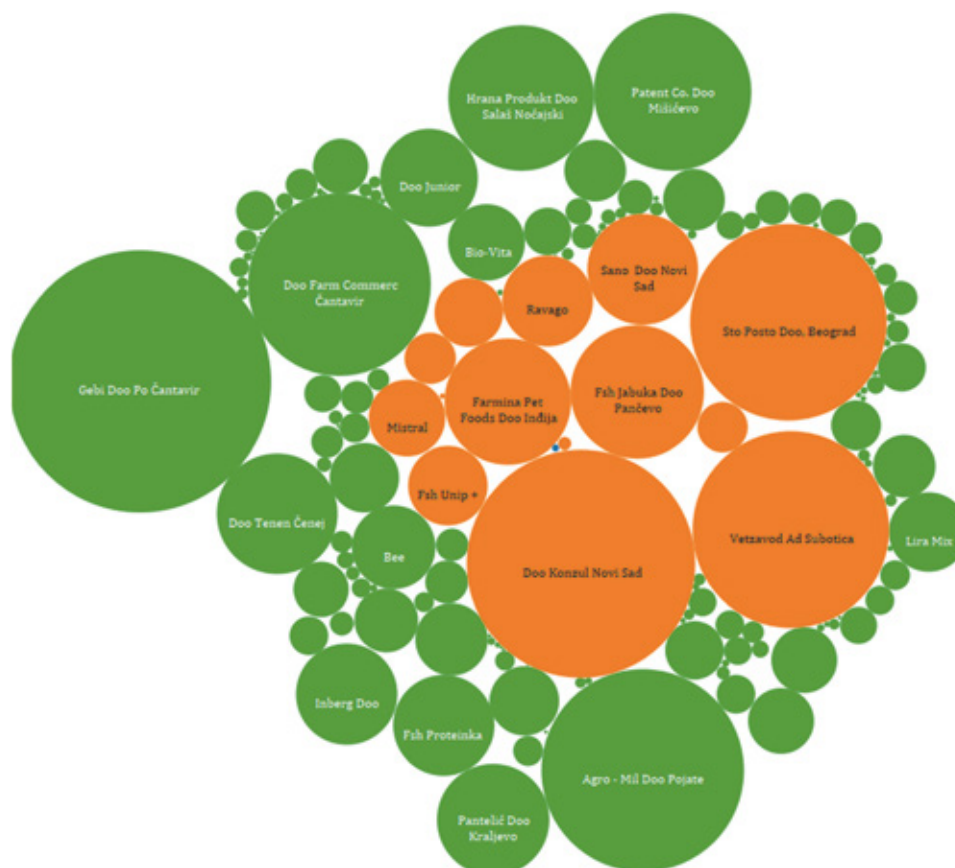 Hrana Produkt Doo
Salaš Noćajski
Patent Co. Doo
Mišićevo
Doo Junior
Bio-Vita
Sano Doo Novi
Sad
Doo Farm Commerc
Čantavir
Ravago
Sto Posto Doo, Beograd
Gebi Doo Po Čantavir
Farmina Pet
Foods Doo Inđija
Fsh Jabuka Doo
Pančevo
Mistral
Fsh Unip +
Doo Tenen Čenej
Bee
Doo Konzul Novi Sad
Vetzavod Ad Subotica
Lira Mix
Inberg Doo
Fsh Proteinka
Agro - Mil Doo Pojate
Pantelić Doo
Kraljevo